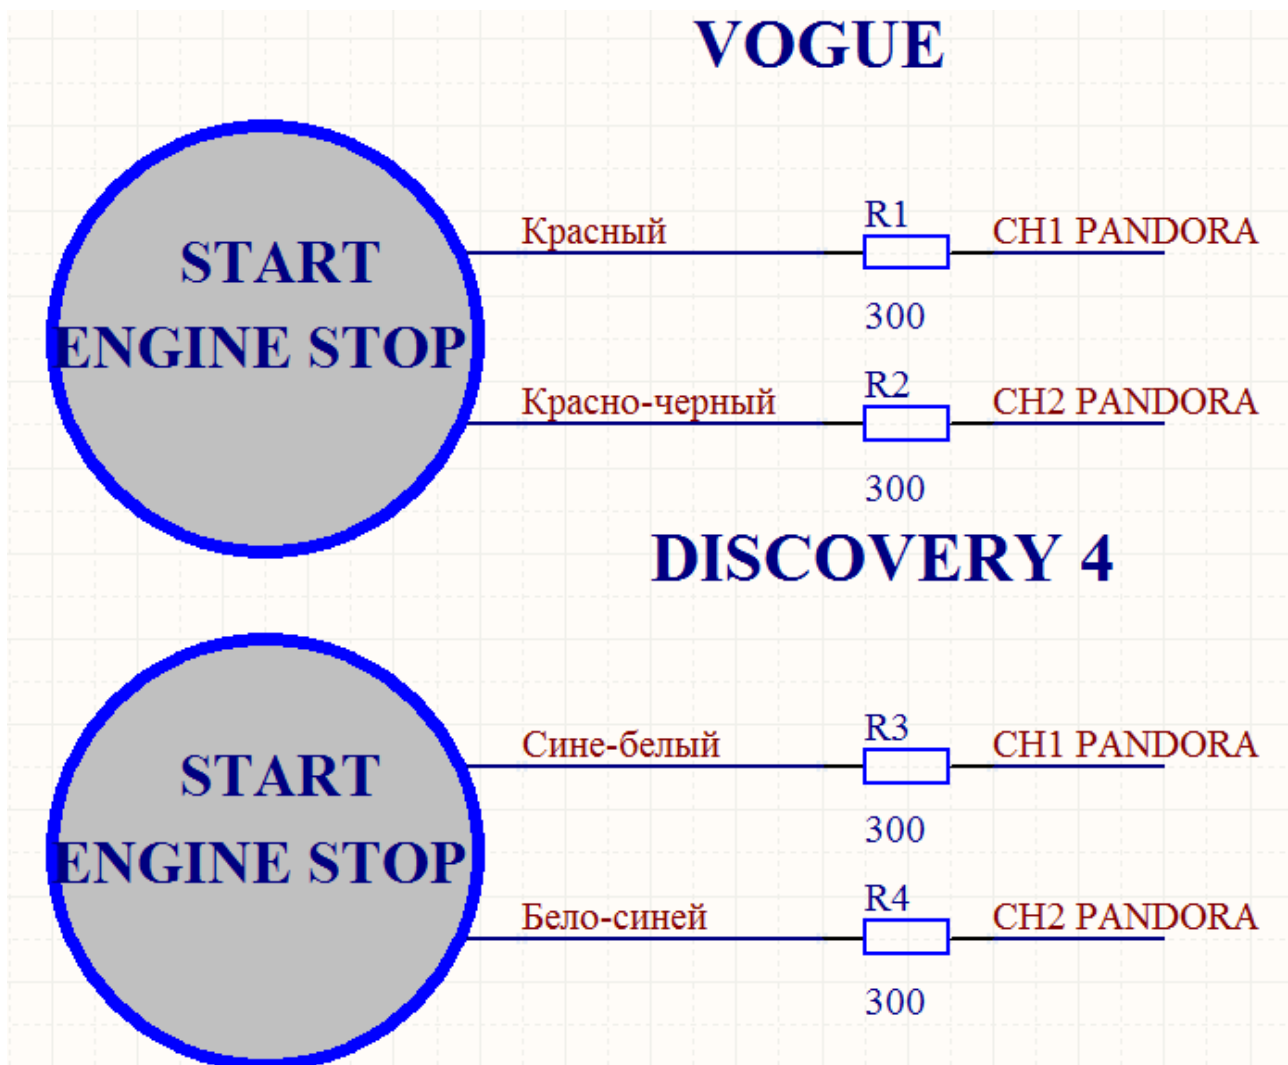 VOGUE
START
ENGINE STOP
Красный
R1
300
CH1 PANDORA
Красно-черный
R2
300
CH2 PANDORA
DISCOVERY 4
START
ENGINE STOP
Сине-белый
R3
300
CH1 PANDORA
Бело-синей
R4
300
CH2 PANDORA